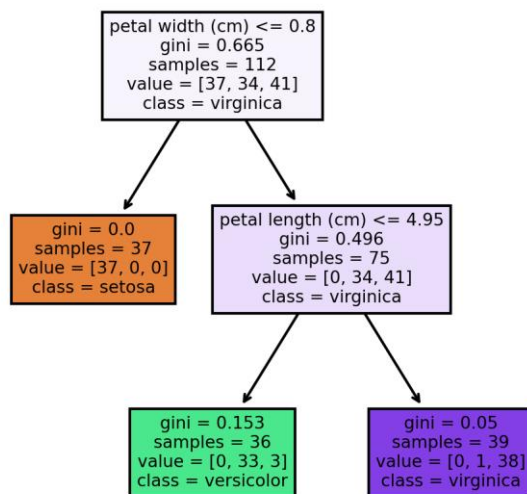 petal width (cm) <= 0.8
gini = 0.665
samples = 112
value = [37, 34, 41]
class = virginica
gini = 0.0
samples = 37
value = [37, 0, 0]
class = setosa
petal length (cm) <= 4.95
gini = 0.496
samples = 75
value = [0, 34, 41]
class = virginica
gini = 0.153
samples = 36
value = [0, 33, 3]
class = versicolor
gini = 0.05
samples = 39
value = [0, 1, 38]
class = virginica